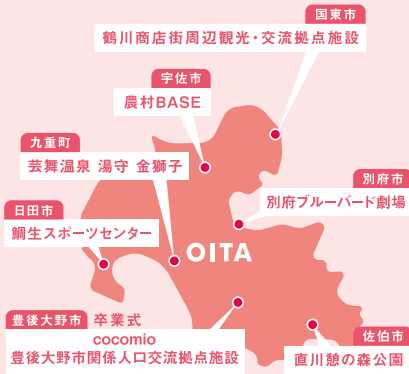 国東市
鶴川商店街周辺観光・交流拠点施設
宇佐市
農村BASE
九重町
芸舞温泉 湯守 金獅子
別府市
別府ブルーバード劇場
日田市
鯛生スポーツセンター
OITA
豊後大野市 卒業式
cocomio
豊後大野市関係人口交流拠点施設
佐伯市
直川憩の森公園